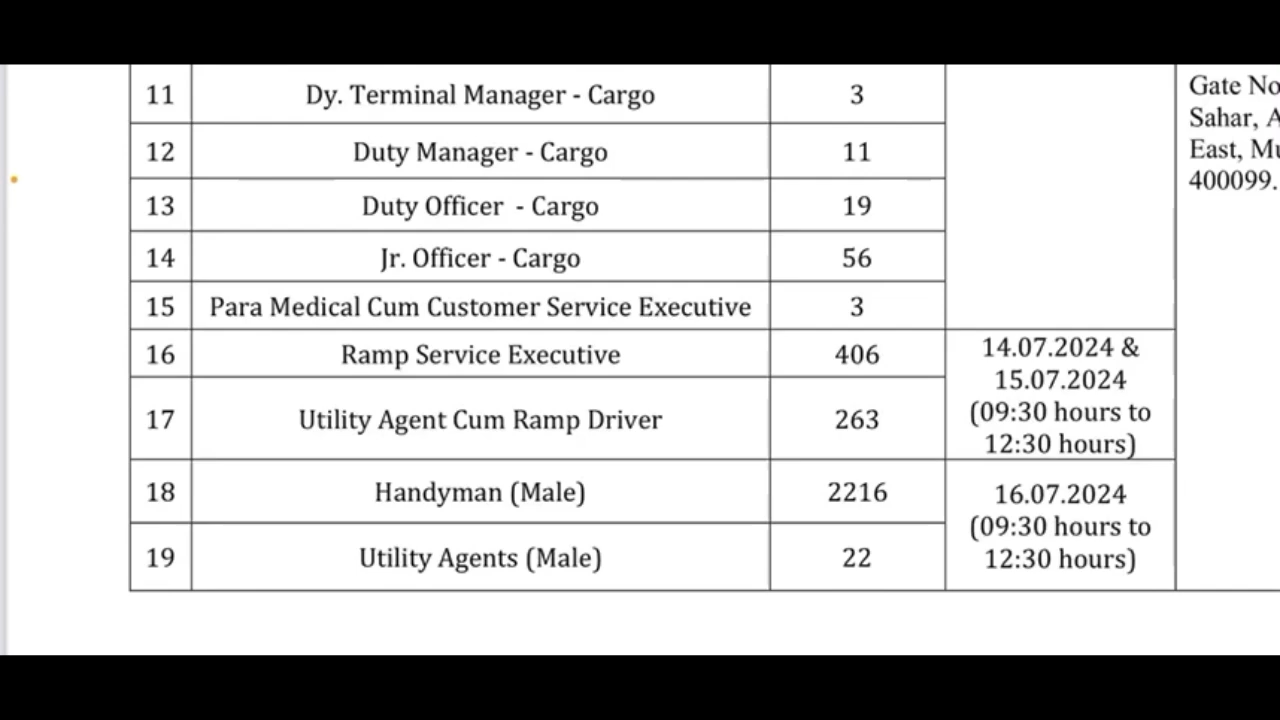 11 Dy. Terminal Manager - Cargo 3
12 Duty Manager - Cargo 11
13 Duty Officer - Cargo 19
14 Jr. Officer - Cargo 56
15 Para Medical Cum Customer Service Executive 3
16 Ramp Service Executive 406
17 Utility Agent Cum Ramp Driver 263
14.07.2024 &
15.07.2024
(09:30 hours to
12:30 hours)
18 Handyman (Male) 2216
19 Utility Agents (Male) 22
16.07.2024
(09:30 hours to
12:30 hours)
Gate No
Sahar,
East,
400099.